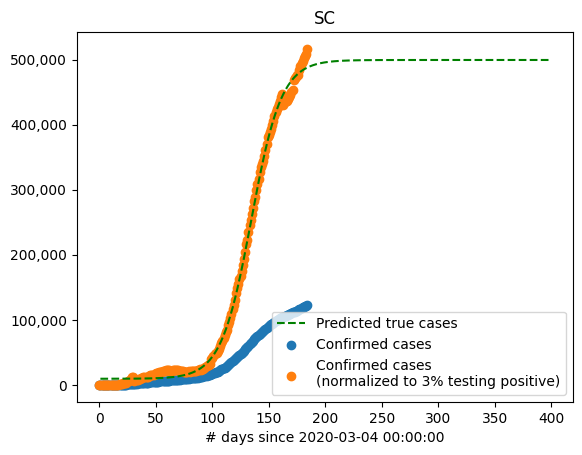 SC
500,000
400,000
300,000
200,000
100,000
0
Predicted true cases
Confirmed cases
Confirmed cases
(normalized to 3% testing positive)
0 50 100 150 200 250 300 350 400
# days since 2020-03-04 00:00:00